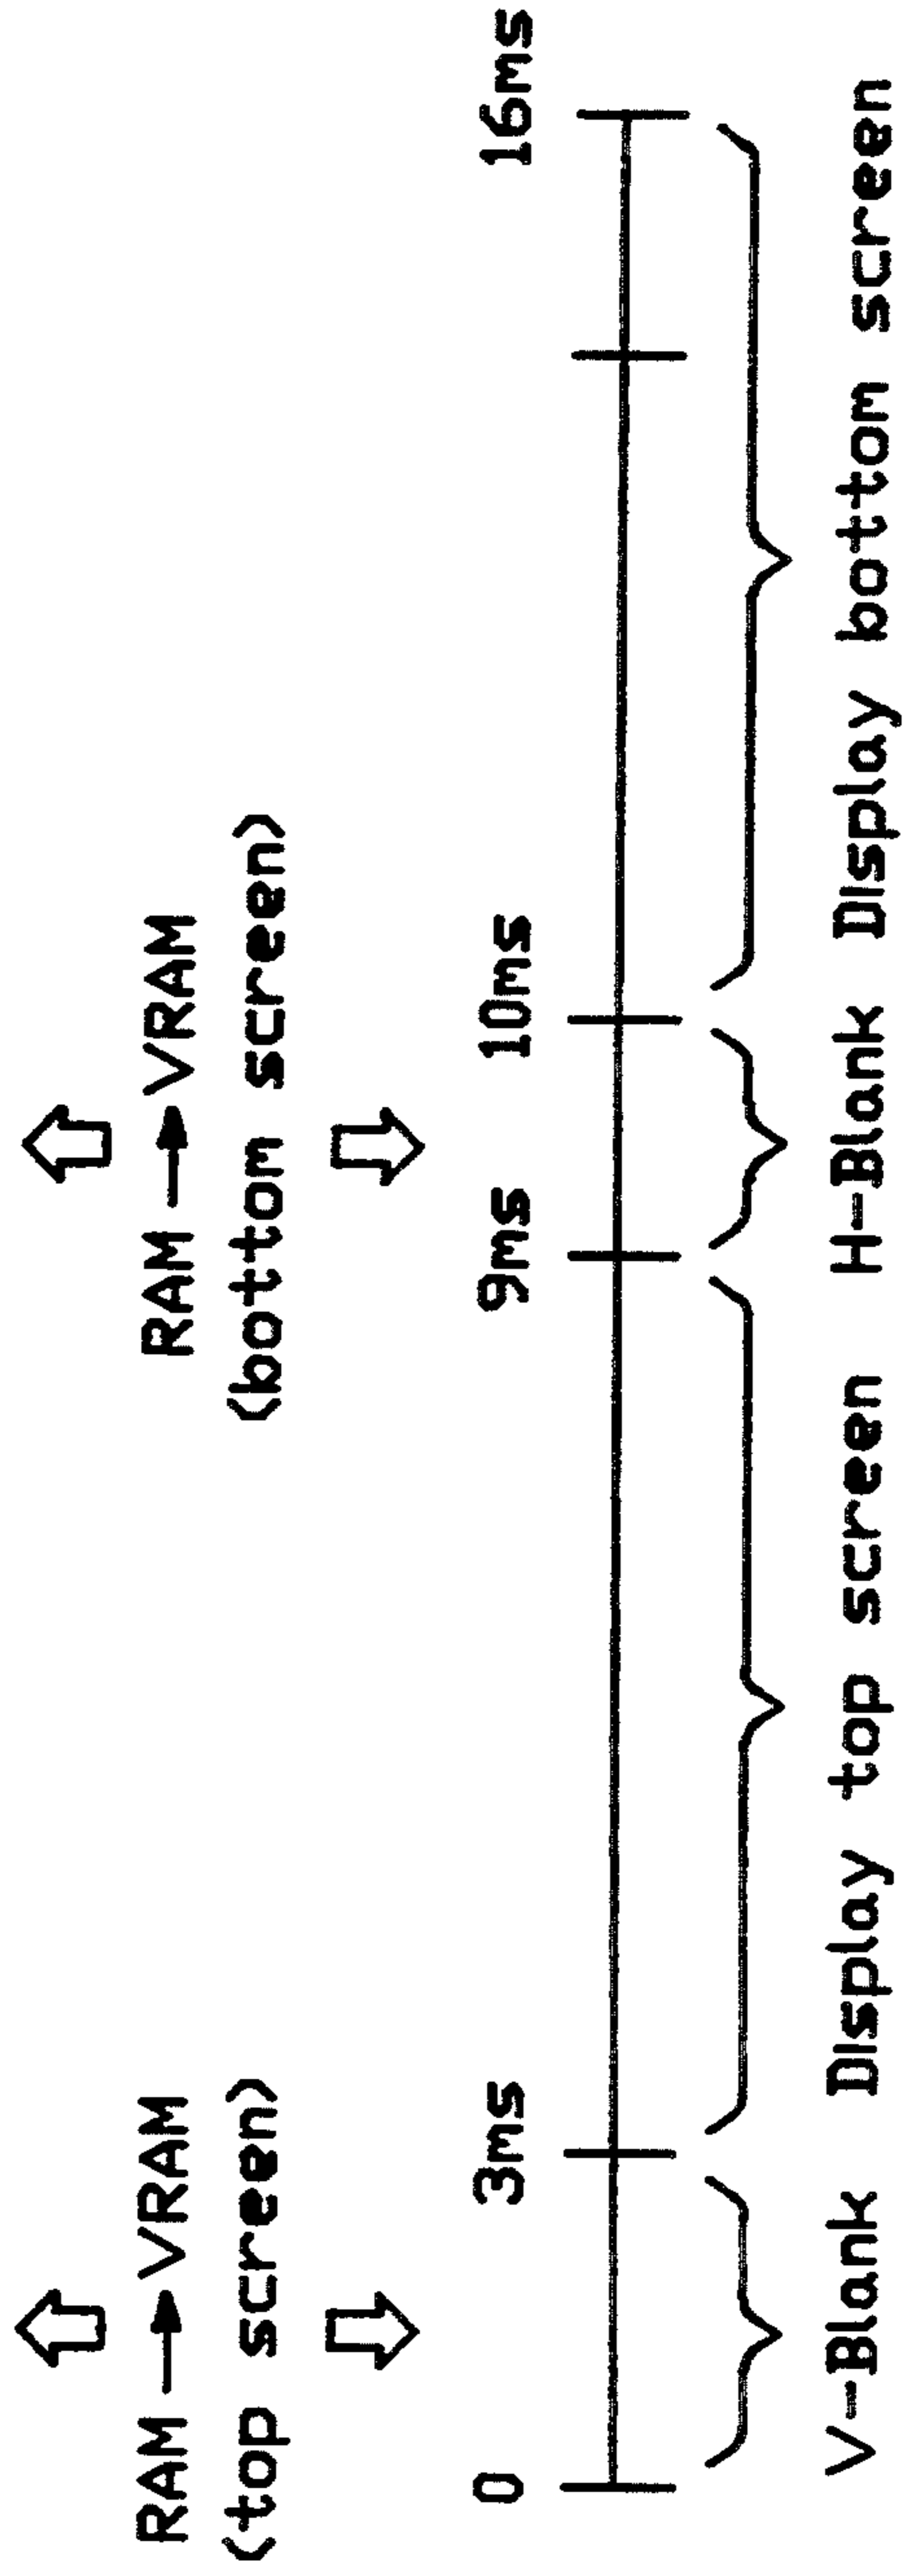 RAM → VRAM
(top screen)
RAM → VRAM
(bottom screen)
0
3ms
9ms
10ms
16ms
V-Blank
Display top screen
H-Blank
Display bottom screen